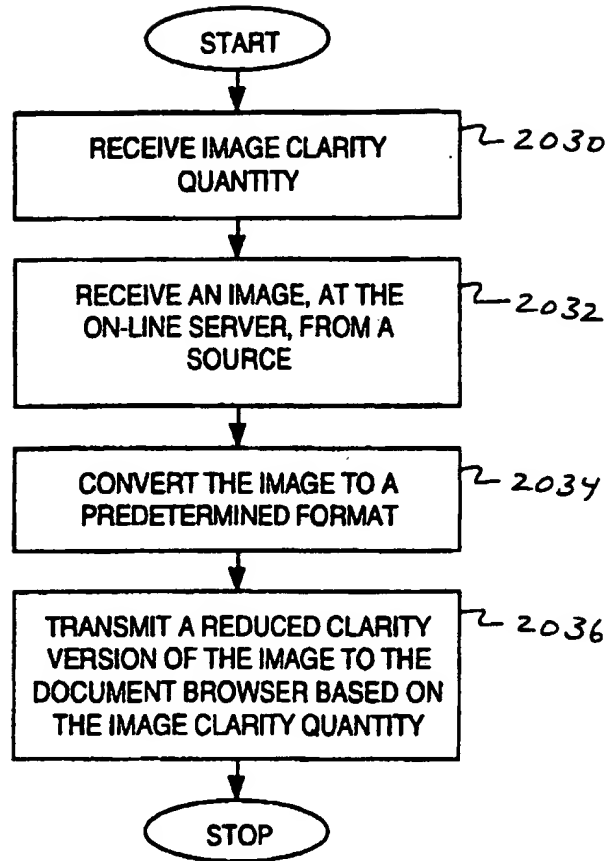 START
RECEIVE IMAGE CLARITY
QUANTITY
2030
RECEIVE AN IMAGE, AT THE
ON-LINE SERVER, FROM A
SOURCE
2032
CONVERT THE IMAGE TO A
PREDETERMINED FORMAT
2034
TRANSMIT A REDUCED CLARITY
VERSION OF THE IMAGE TO THE
DOCUMENT BROWSER BASED ON
THE IMAGE CLARITY QUANTITY
2036
STOP